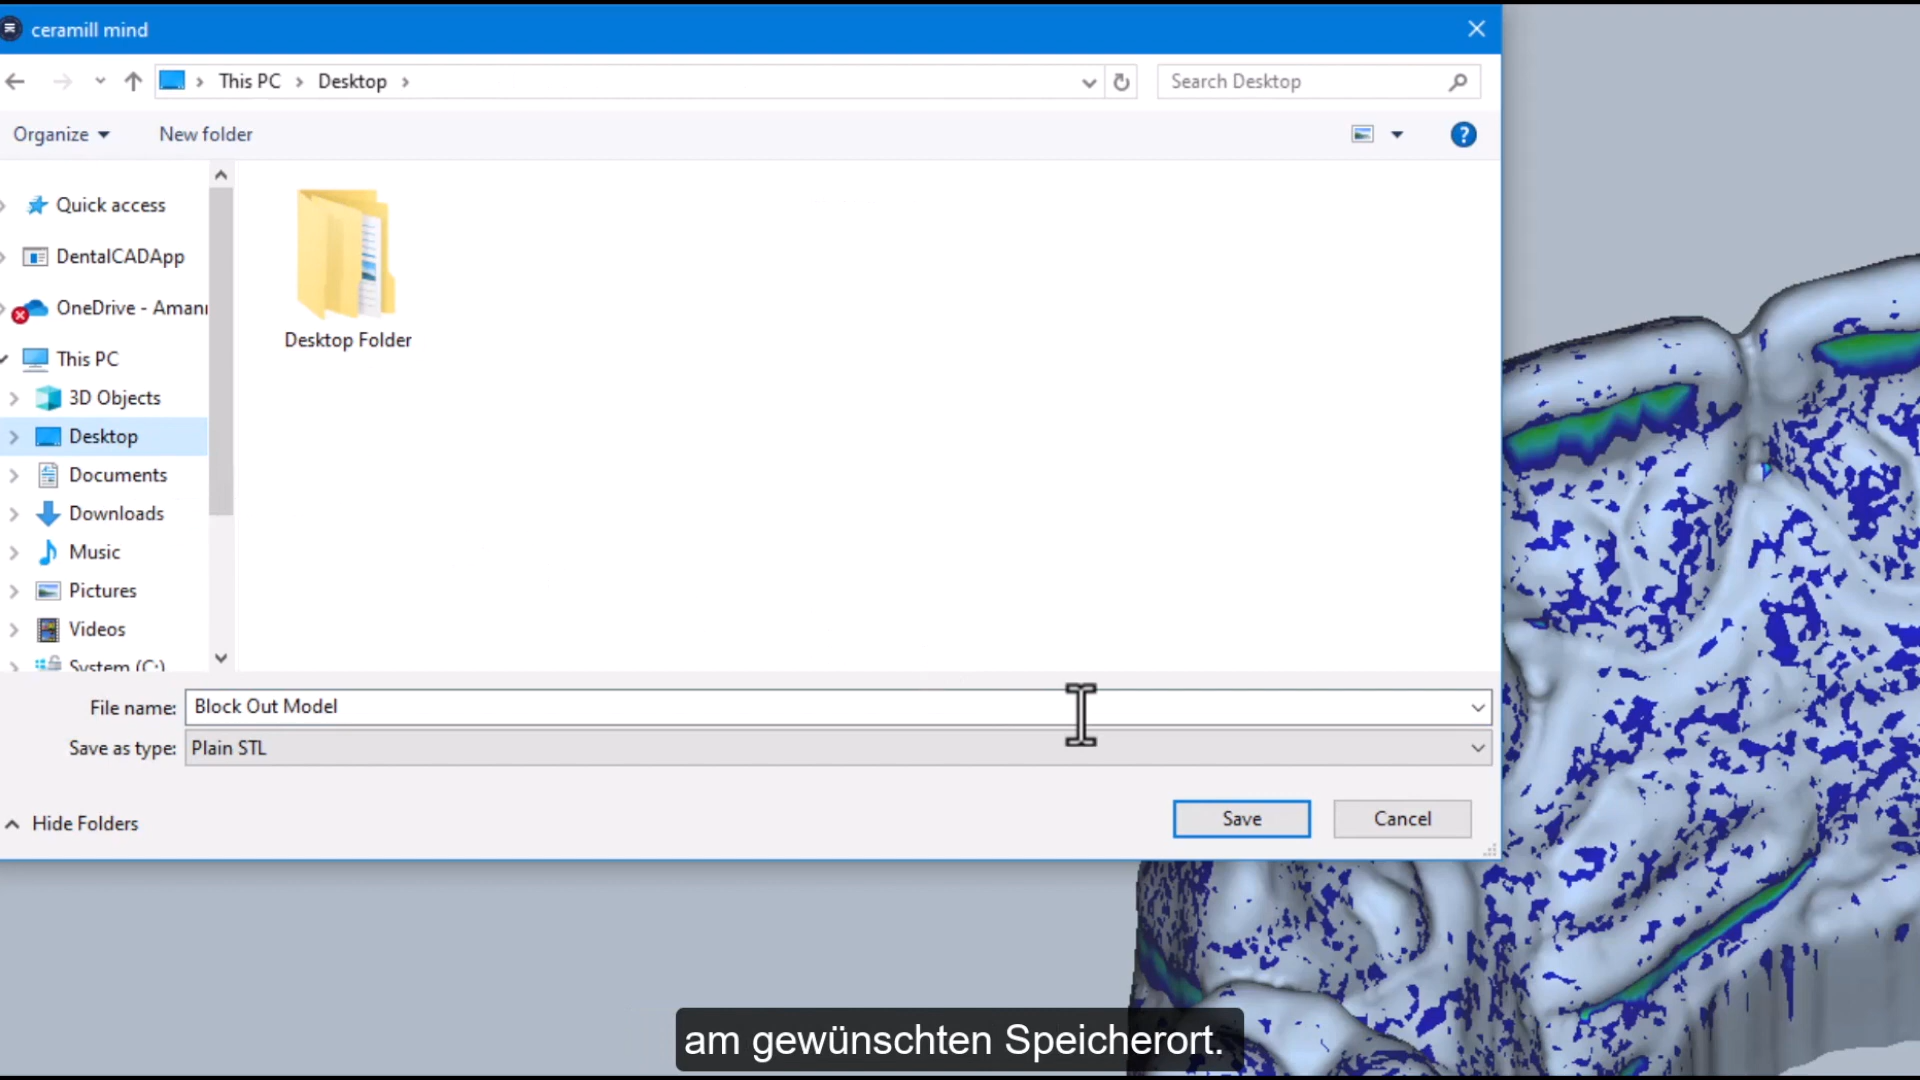 ceramill mind
This PC > Desktop >
Search Desktop
Organize
New folder
Quick access
DentalCADApp
OneDrive -
This PC
3D Objects
Desktop
Documents
Downloads
Music
Pictures
Videos
System (C:)
Desktop Folder
File name: Block Out Model
Save as type: Plain STL
Hide Folders
Save
Cancel
am gewünschten Speicherort.